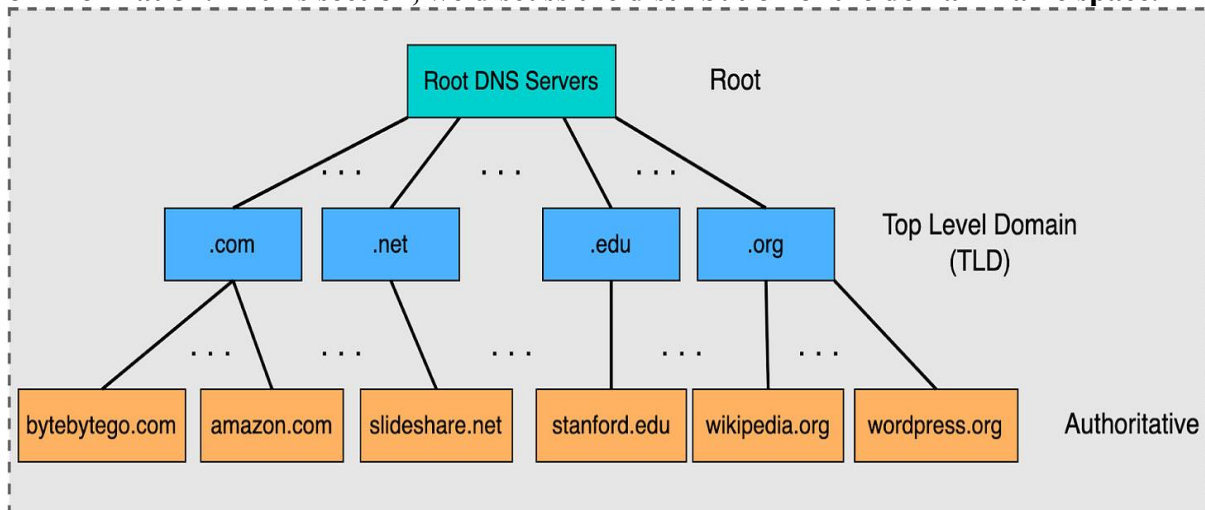 space.
Root DNS Servers
Root
... ... ...
.com
.net
.edu
.org
Top Level Domain
(TLD)
... ... ... ... ...
bytebytego.com
amazon.com
slideshare.net
stanford.edu
wikipedia.org
wordpress.org
Authoritative